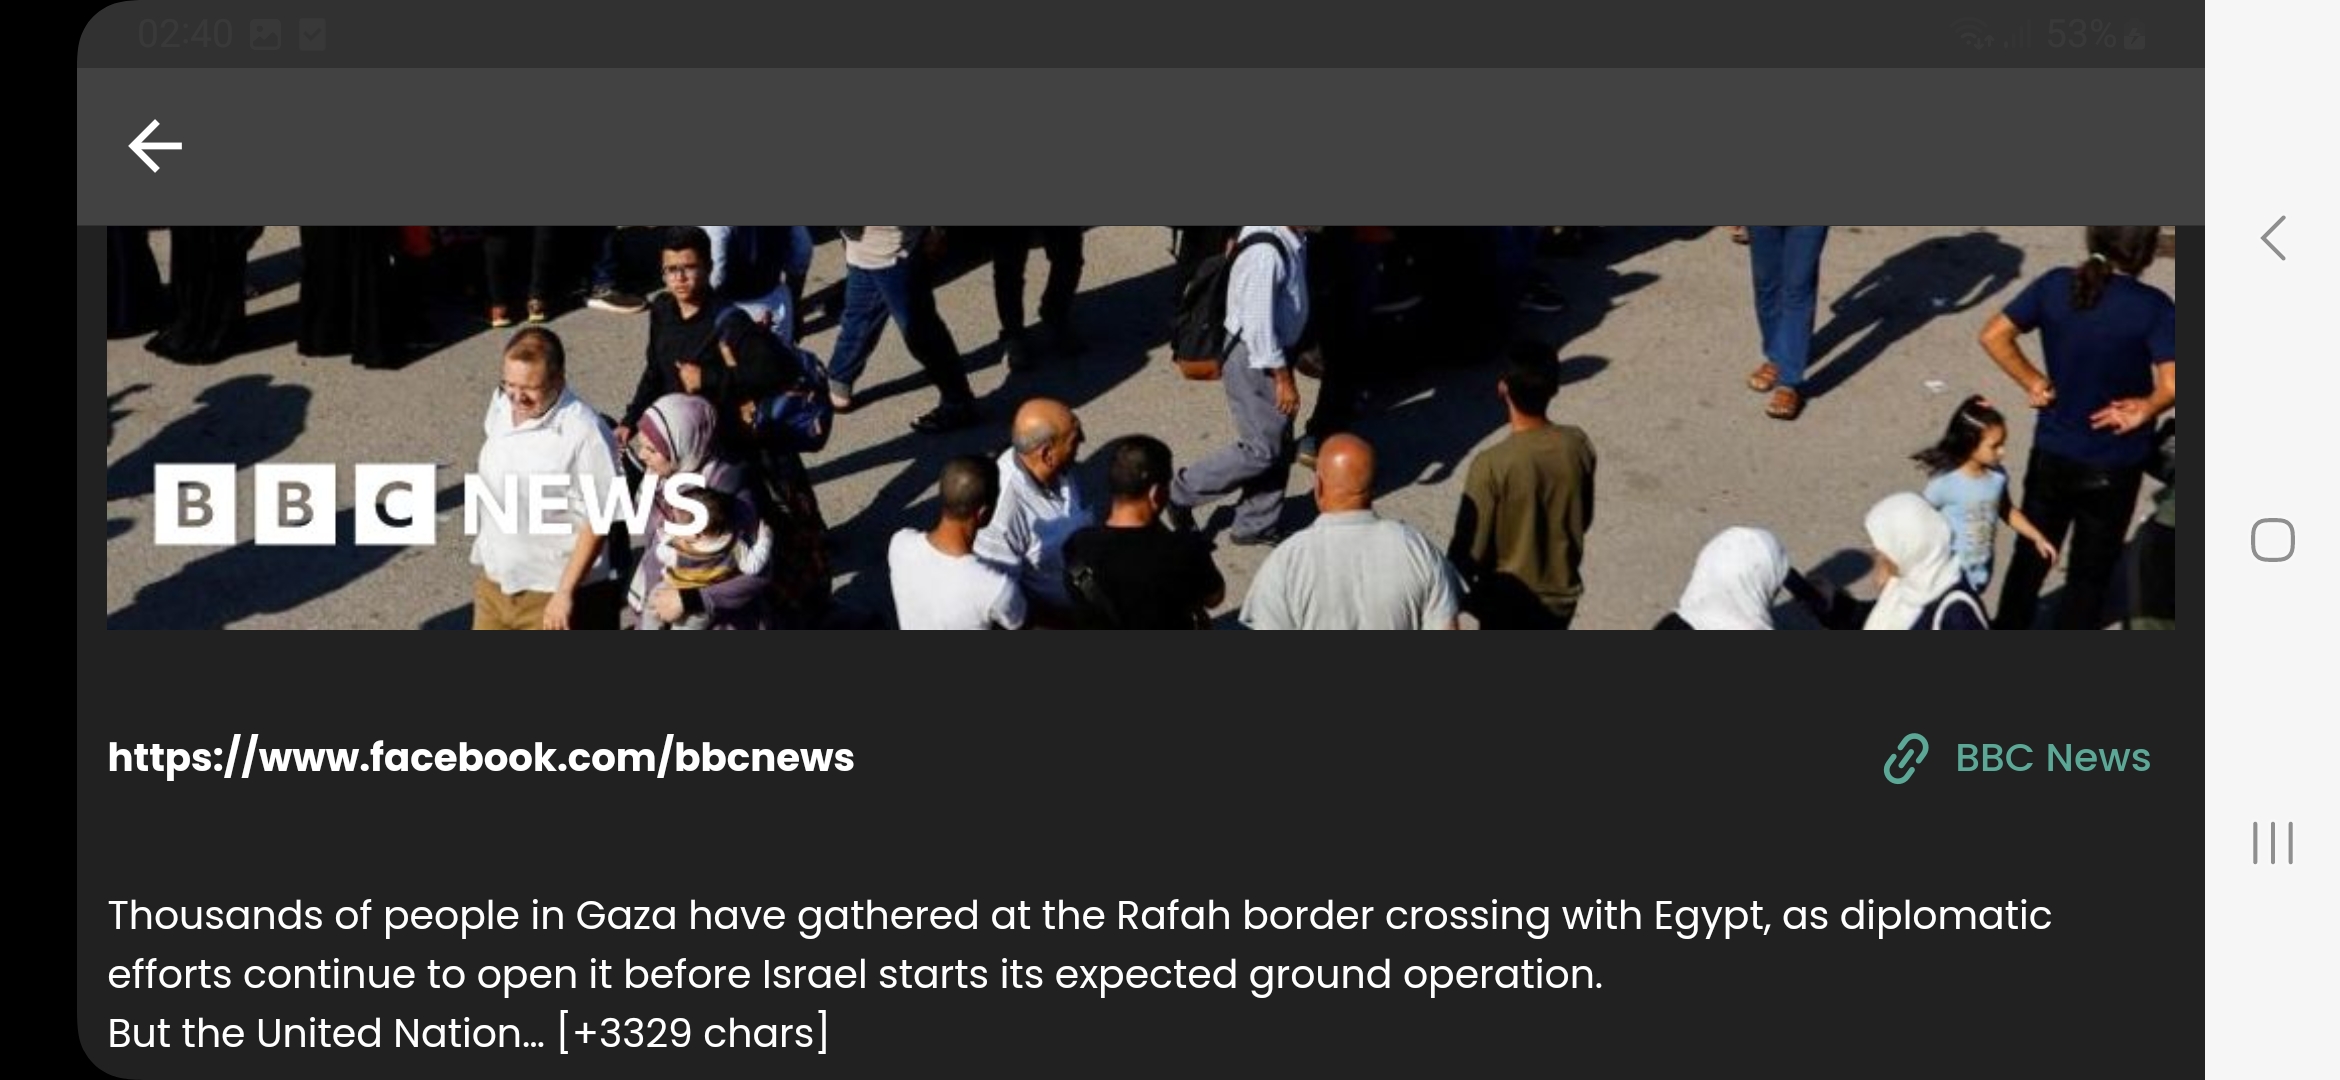 02:40
53%
BBC NEWS
https://www.facebook.com/bbcnews
BBC News
Thousands of people in Gaza have gathered at the Rafah border crossing with Egypt, as diplomatic
efforts continue to open it before Israel starts its expected ground operation.
But the United Nation… [+3329 chars]